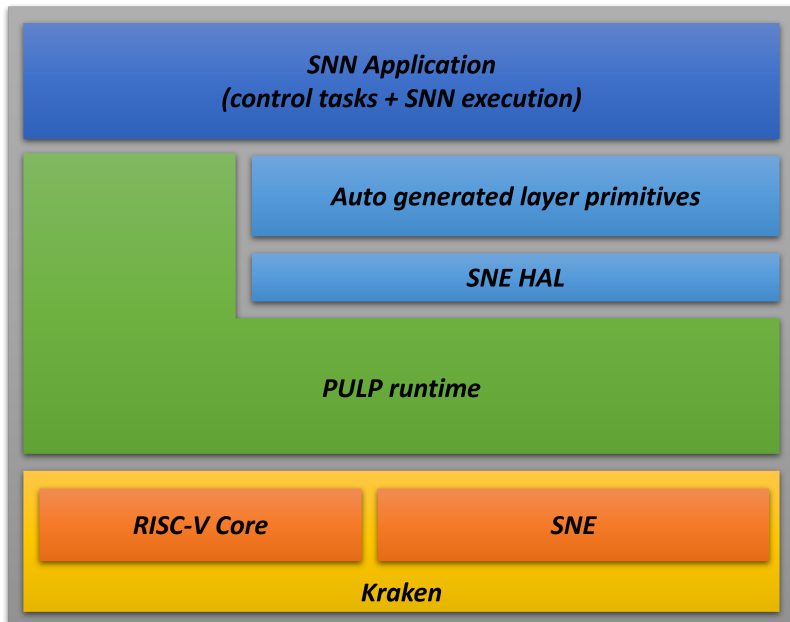 SNN Application
(control tasks + SNN execution)
Auto generated layer primitives
SNE HAL
PULP runtime
RISC-V Core
SNE
Kraken